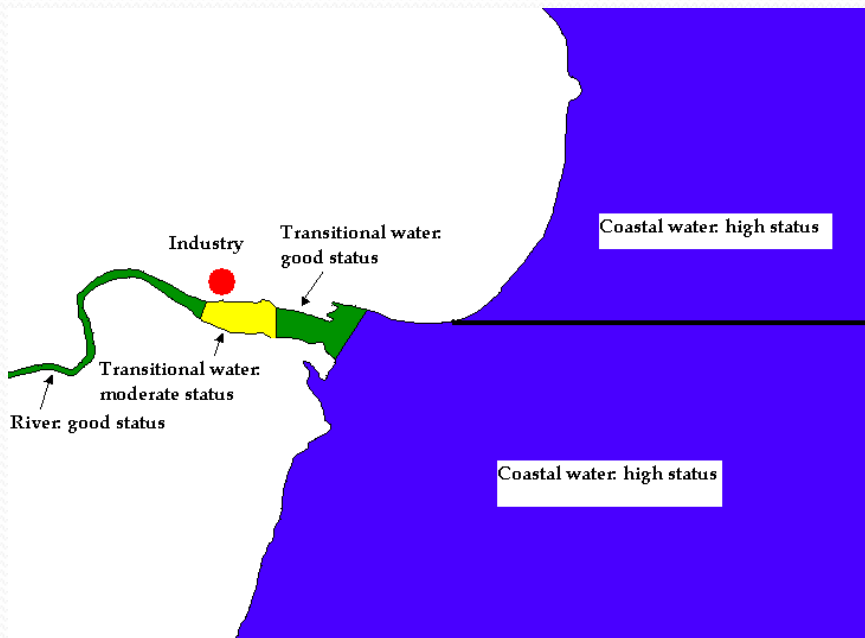 Coastal water: high status
Industry
Transitional water:
good status
Transitional water:
moderate status
River: good status
Coastal water: high status